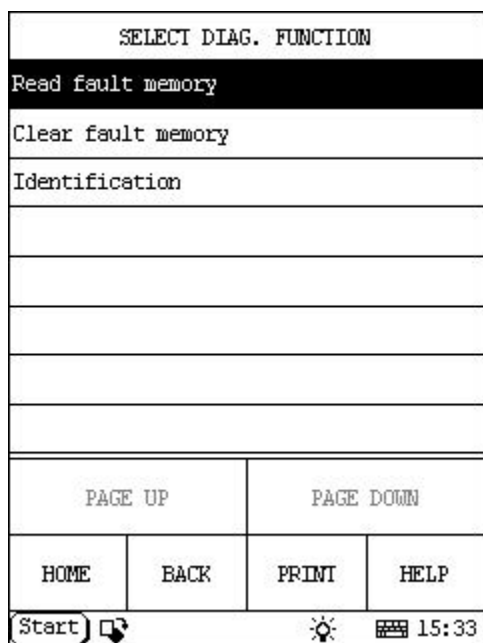 SELECT DIAG. FUNCTION
Read fault memory
Clear fault memory
Identification
PAGE UP PAGE DOWN
HOME BACK PRINT HELP
Start 15:33